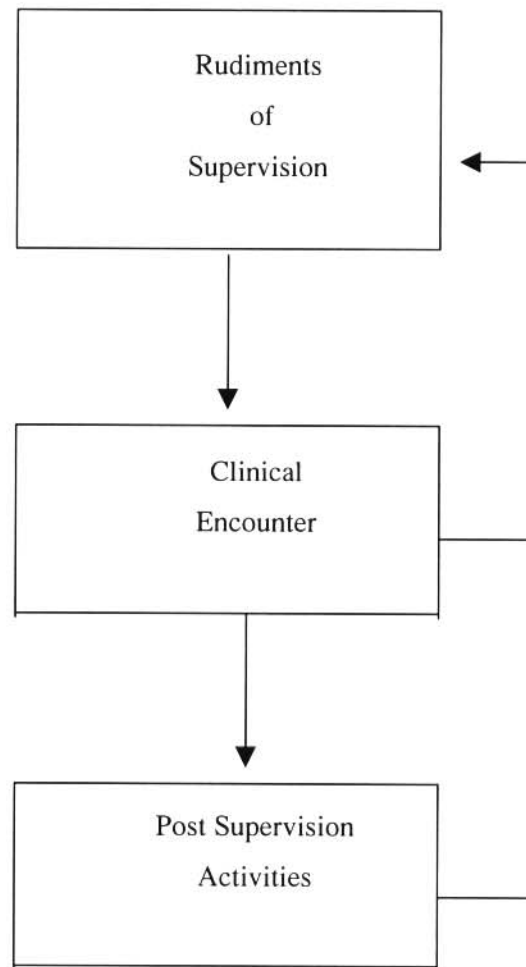 Rudiments
of
Supervision
Clinical
Encounter
Post Supervision
Activities